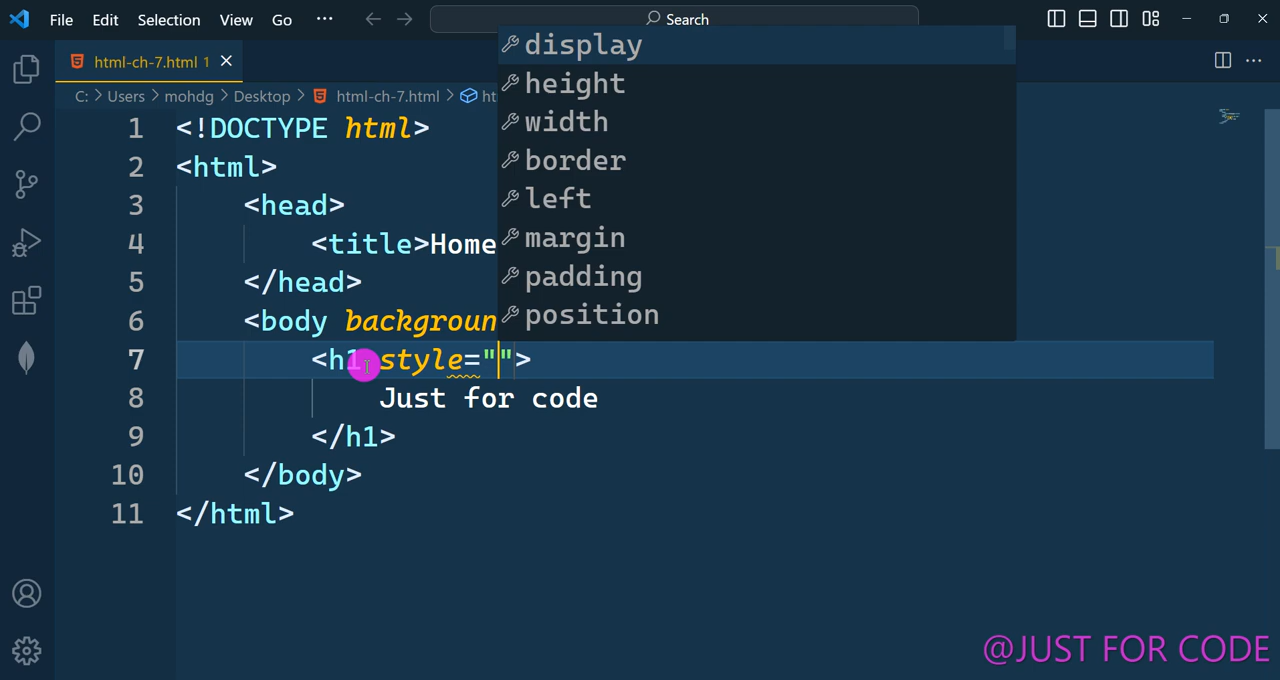 File Edit Selection View Go ··· Search
html-ch-7.html 1
C: > Users > mohdg > Desktop > html-ch-7.html > ht
display
height
width
border
left
margin
padding
position
1 <!DOCTYPE html>
2 <html>
3 <head>
4 <title>Home
5 </head>
6 <body backgroun
7 <h1 style="">
8 Just for code
9 </h1>
10 </body>
11 </html>
@JUST FOR CODE